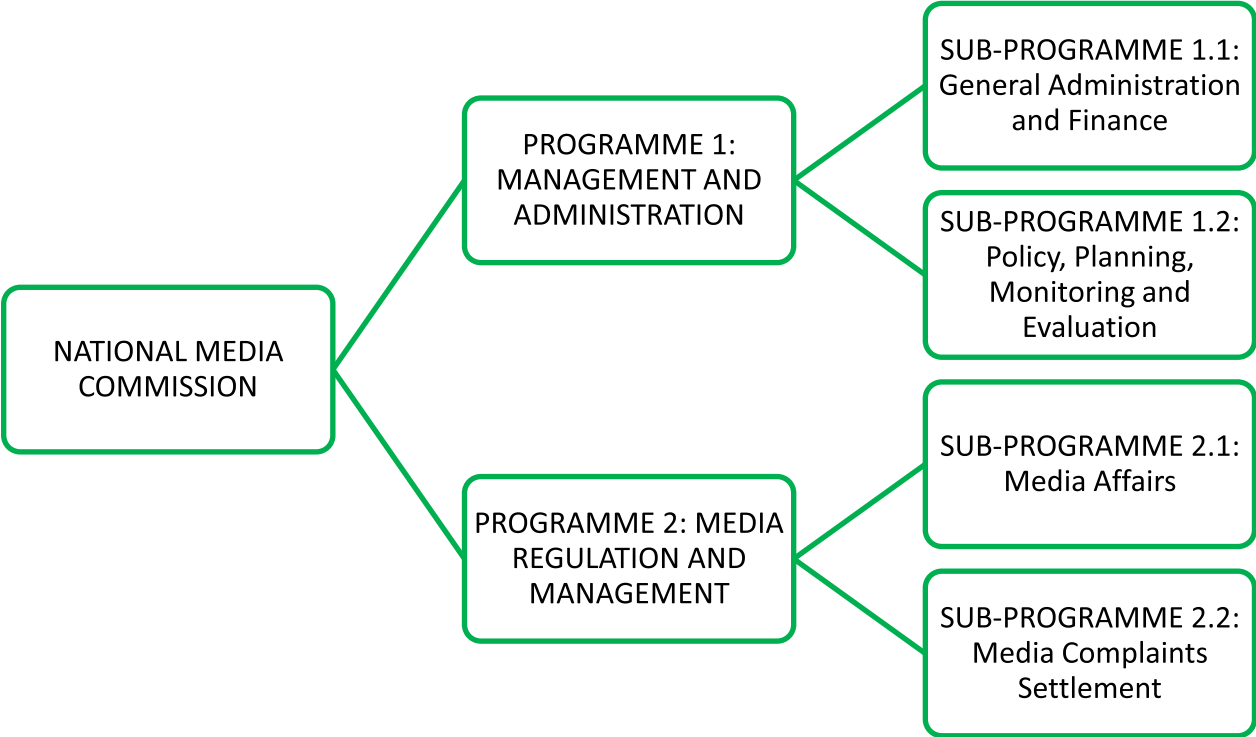 NATIONAL MEDIA
COMMISSION
PROGRAMME 1:
MANAGEMENT AND
ADMINISTRATION
SUB-PROGRAMME 1.1:
General Administration
and Finance
SUB-PROGRAMME 1.2:
Policy, Planning,
Monitoring and
Evaluation
PROGRAMME 2: MEDIA
REGULATION AND
MANAGEMENT
SUB-PROGRAMME 2.1:
Media Affairs
SUB-PROGRAMME 2.2:
Media Complaints
Settlement